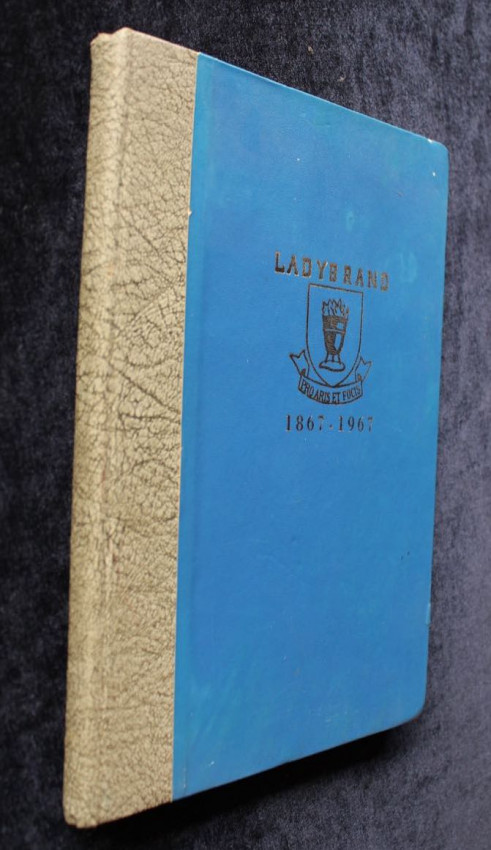 LADYBRAND
PRO ARIS ET FOCIS
1867-1967